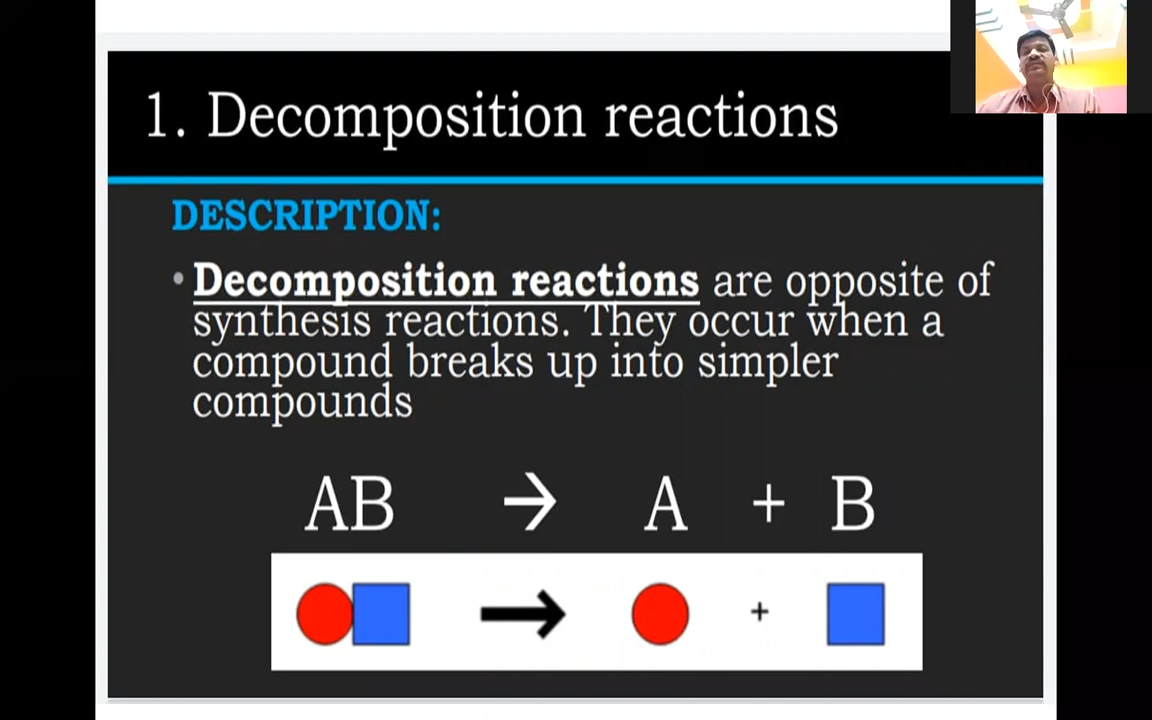 1. Decomposition reactions
DESCRIPTION:
• Decomposition reactions are opposite of
synthesis reactions. They occur when a
compound breaks up into simpler
compounds
AB → A + B
→ +